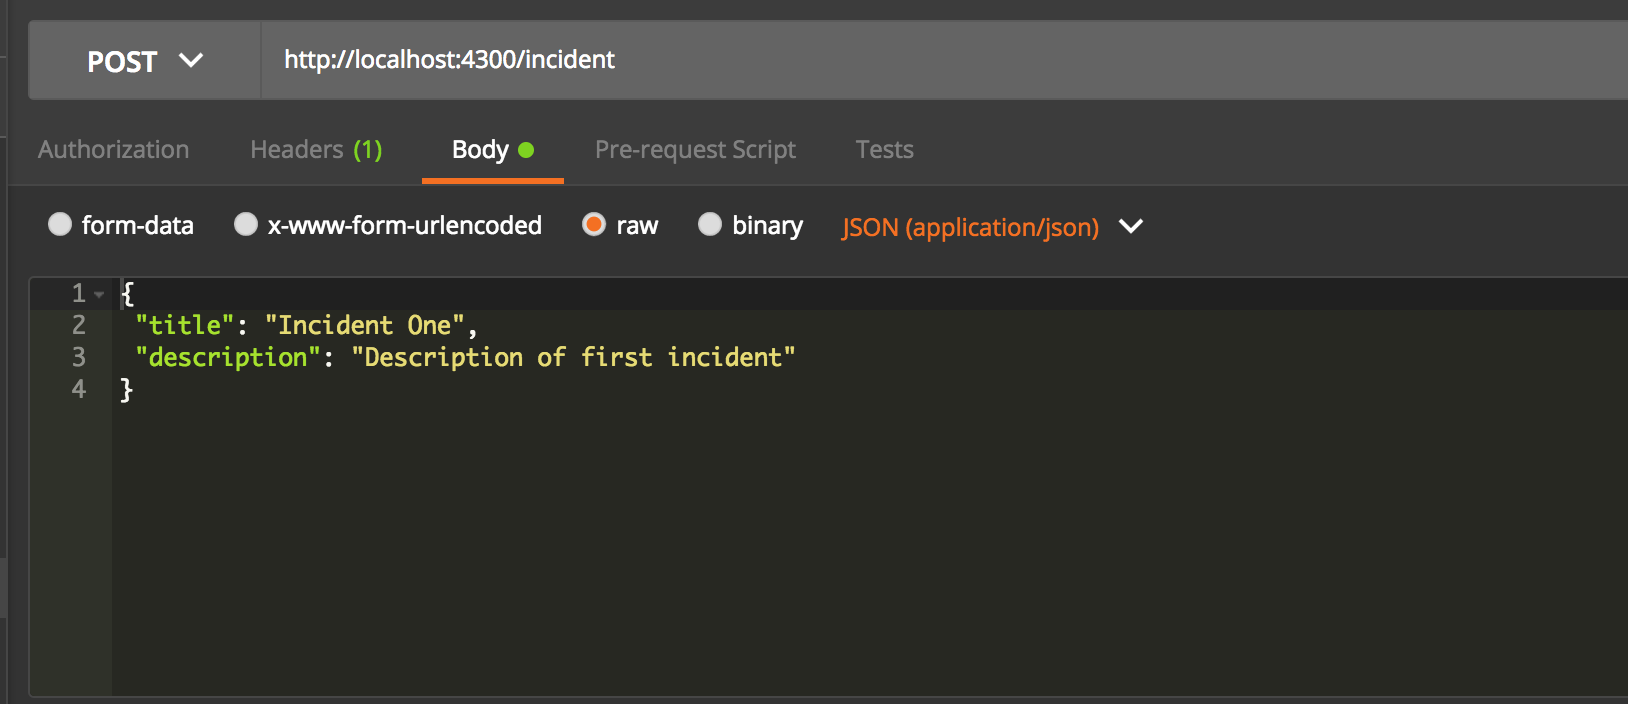 POST http://localhost:4300/incident
Authorization Headers (1) Body Pre-request Script Tests
form-data x-www-form-urlencoded raw binary JSON (application/json)
1 {
2 "title": "Incident One",
3 "description": "Description of first incident"
4 }